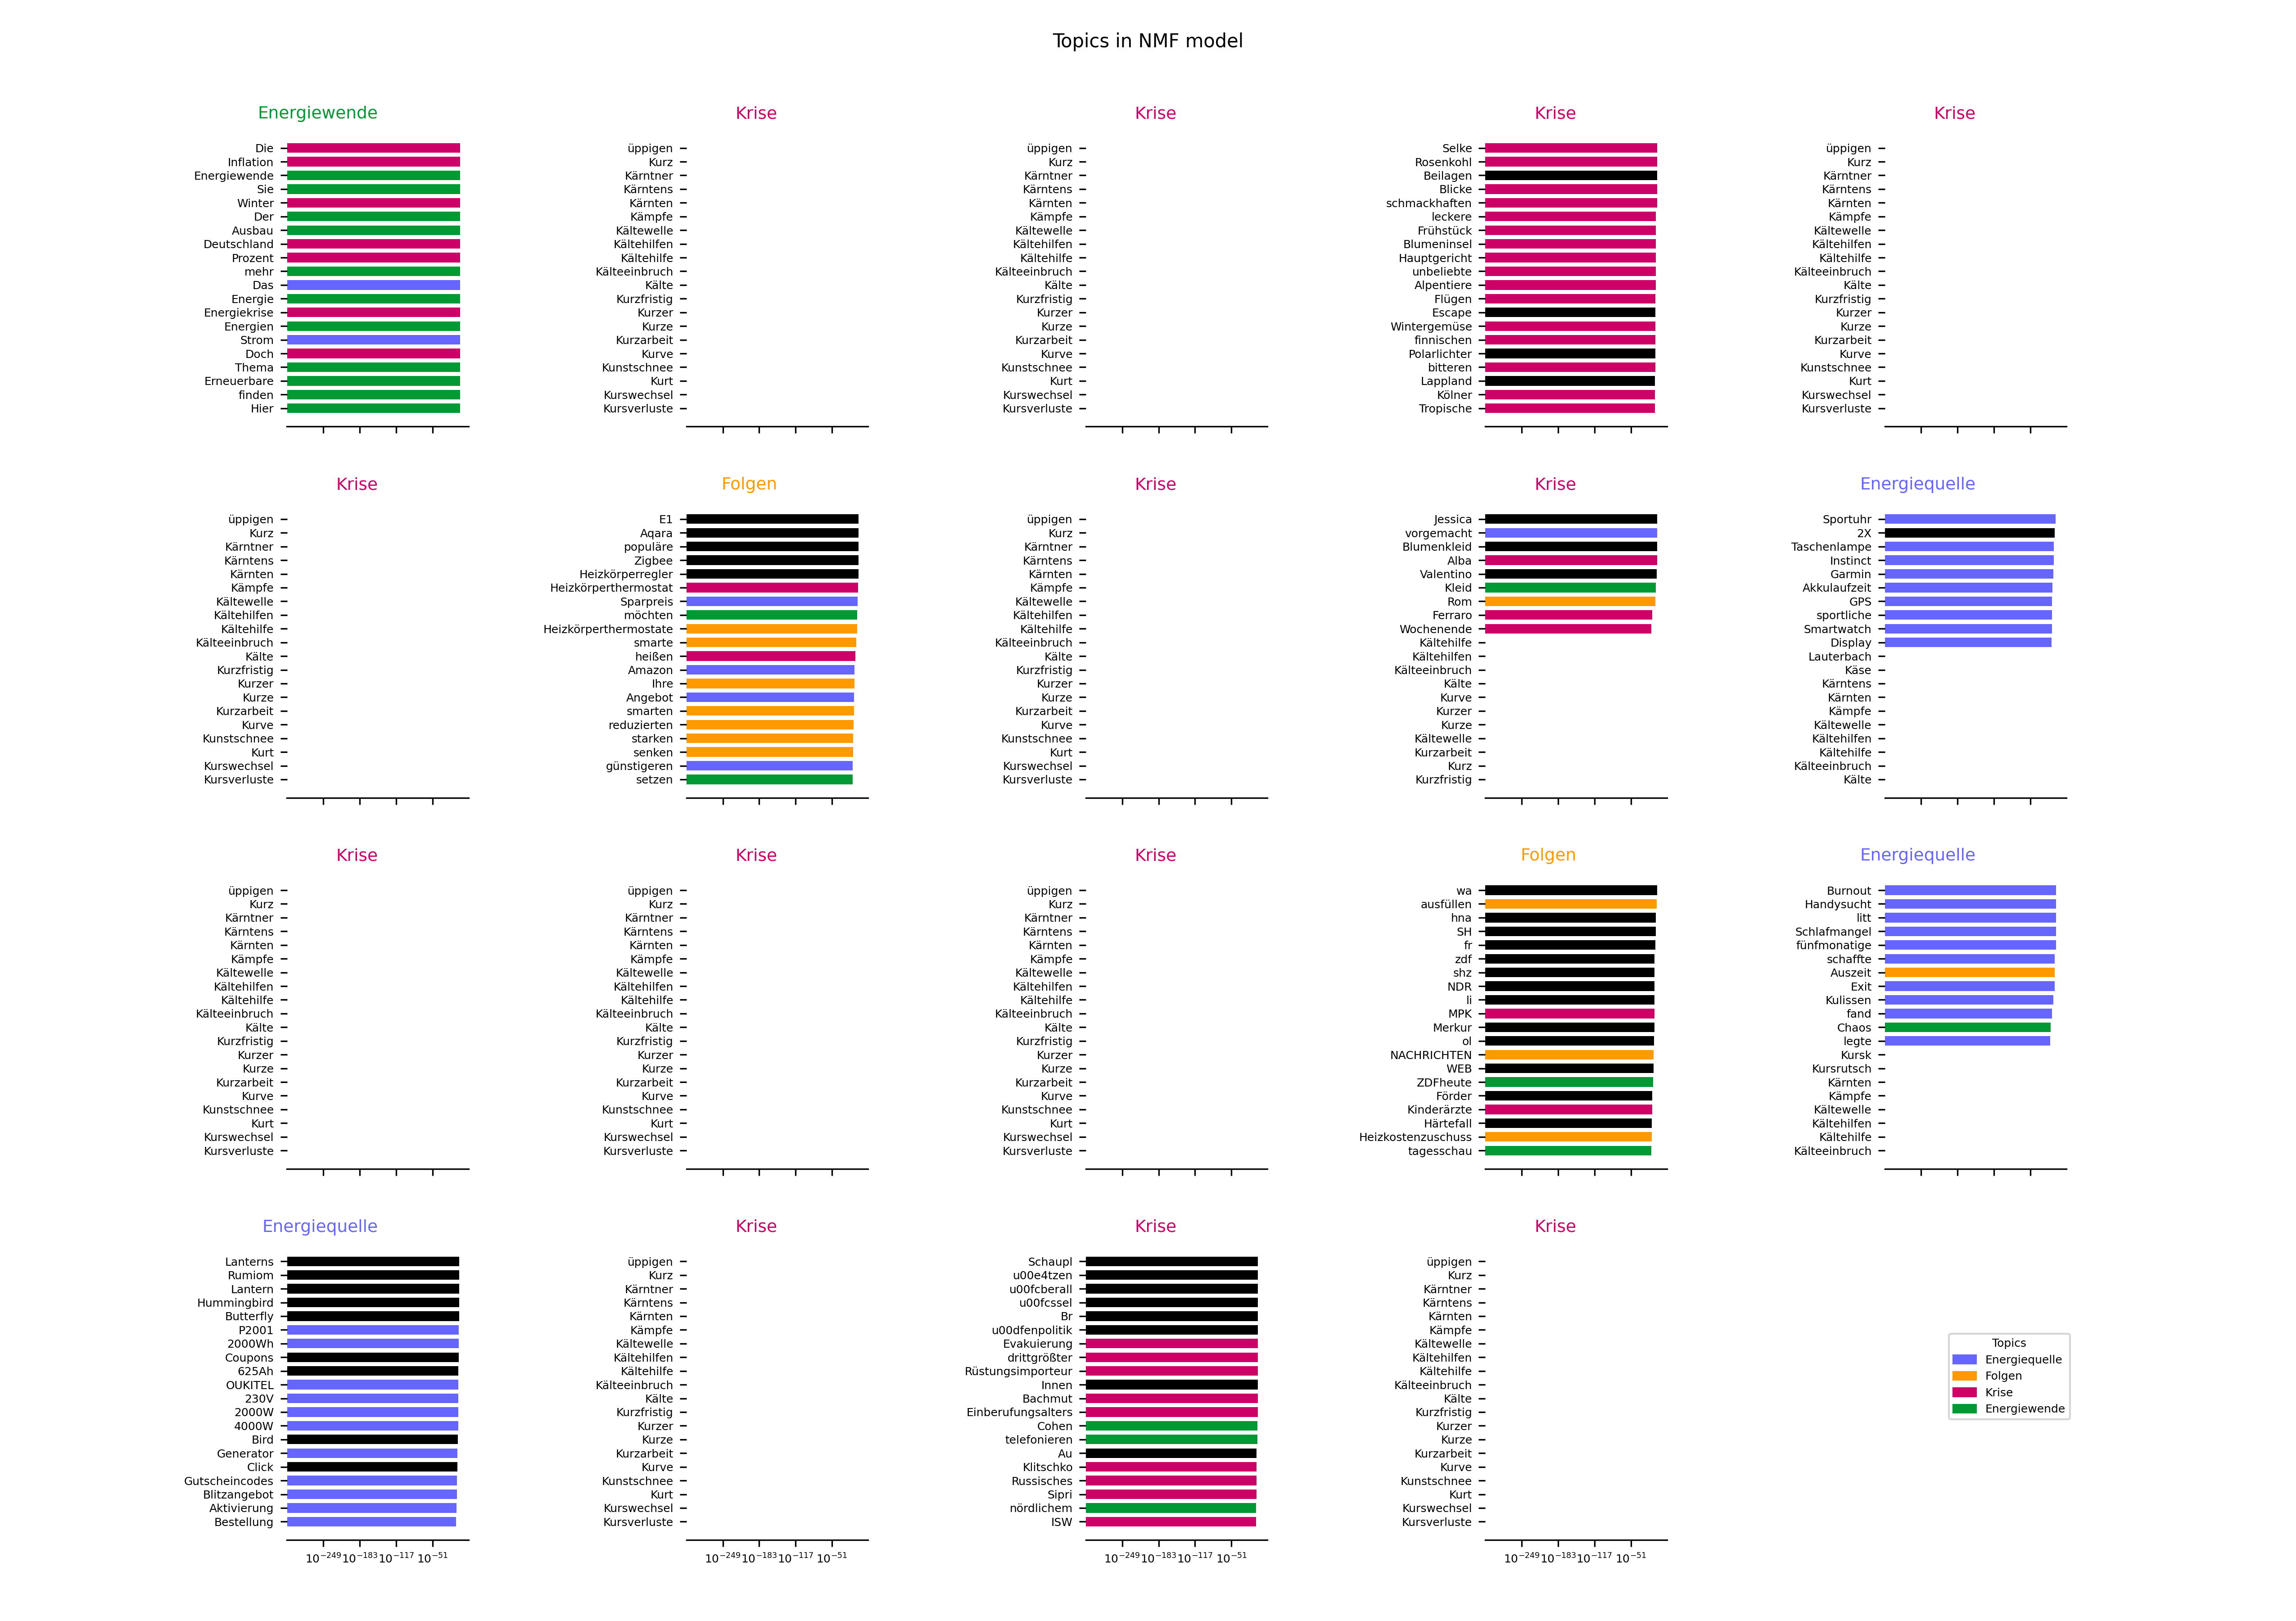 Topics in NMF model
Energiewende
Die
Inflation
Energiewende
Sie
Winter
Der
Ausbau
Deutschland
Prozent
mehr
Das
Energie
Energiekrise
Energien
Strom
Doch
Thema
Erneuerbare
finden
Hier
Krise
üppigen
Kurz
Kärntner
Kärntens
Kärnten
Kämpfe
Kältewelle
Kältehilfen
Kältehilfe
Kälteeinbruch
Kälte
Kurzfristig
Kurzer
Kurze
Kurzarbeit
Kurve
Kunstschnee
Kurt
Kurswechsel
Kursverluste
Krise
üppigen
Kurz
Kärntner
Kärntens
Kärnten
Kämpfe
Kältewelle
Kältehilfen
Kältehilfe
Kälteeinbruch
Kälte
Kurzfristig
Kurzer
Kurze
Kurzarbeit
Kurve
Kunstschnee
Kurt
Kurswechsel
Kursverluste
Krise
Selke
Rosenkohl
Beilagen
Blicke
schmackhaften
leckere
Frühstück
Blumeninsel
Hauptgericht
unbeliebte
Alpentiere
Flügen
Escape
Wintergemüse
finnischen
Polarlichter
bitteren
Lappland
Kölner
Tropische
Krise
üppigen
Kurz
Kärntner
Kärntens
Kärnten
Kämpfe
Kältewelle
Kältehilfen
Kältehilfe
Kälteeinbruch
Kälte
Kurzfristig
Kurzer
Kurze
Kurzarbeit
Kurve
Kunstschnee
Kurt
Kurswechsel
Kursverluste
Krise
üppigen
Kurz
Kärntner
Kärntens
Kärnten
Kämpfe
Kältewelle
Kältehilfen
Kältehilfe
Kälteeinbruch
Kälte
Kurzfristig
Kurzer
Kurze
Kurzarbeit
Kurve
Kunstschnee
Kurt
Kurswechsel
Kursverluste
Folgen
E1
Aqara
populäre
Zigbee
Heizkörperregler
Heizkörperthermostat
Sparpreis
möchten
Heizkörperthermostate
smarte
heißen
Amazon
Ihre
Angebot
smarten
reduzierten
starken
senken
günstigeren
setzen
Krise
üppigen
Kurz
Kärntner
Kärntens
Kärnten
Kämpfe
Kältewelle
Kältehilfen
Kältehilfe
Kälteeinbruch
Kälte
Kurzfristig
Kurzer
Kurze
Kurzarbeit
Kurve
Kunstschnee
Kurt
Kurswechsel
Kursverluste
Krise
Jessica
vorgemacht
Blumenkleid
Alba
Valentino
Kleid
Rom
Ferraro
Wochenende
Kältehilfe
Kältehilfen
Kälteeinbruch
Kälte
Kurve
Kurzer
Kurze
Kältewelle
Kurzarbeit
Kurz
Kurzfristig
Energiequelle
Sportuhr
2X
Taschenlampe
Instinct
Garmin
Akkulaufzeit
GPS
sportliche
Smartwatch
Display
Lauterbach
Käse
Kärntens
Kärnten
Kämpfe
Kältewelle
Kältehilfen
Kältehilfe
Kälteeinbruch
Kälte
Krise
üppigen
Kurz
Kärntner
Kärntens
Kärnten
Kämpfe
Kältewelle
Kältehilfen
Kältehilfe
Kälteeinbruch
Kälte
Kurzfristig
Kurzer
Kurze
Kurzarbeit
Kurve
Kunstschnee
Kurt
Kurswechsel
Kursverluste
Krise
üppigen
Kurz
Kärntner
Kärntens
Kärnten
Kämpfe
Kältewelle
Kältehilfen
Kältehilfe
Kälteeinbruch
Kälte
Kurzfristig
Kurzer
Kurze
Kurzarbeit
Kurve
Kunstschnee
Kurt
Kurswechsel
Kursverluste
Krise
üppigen
Kurz
Kärntner
Kärntens
Kärnten
Kämpfe
Kältewelle
Kältehilfen
Kältehilfe
Kälteeinbruch
Kälte
Kurzfristig
Kurzer
Kurze
Kurzarbeit
Kurve
Kunstschnee
Kurt
Kurswechsel
Kursverluste
Folgen
wa
ausfüllen
hna
SH
fr
zdf
shz
NDR
li
MPK
Merkur
ol
NACHRICHTEN
WEB
ZDFheute
Förder
Kinderärzte
Härtefall
Heizkostenzuschuss
tagesschau
Energiequelle
Burnout
Handysucht
litt
Schlafmangel
fünfmonatige
schaffte
Auszeit
Exit
Kulissen
fand
Chaos
legte
Kursk
Kursrutsch
Kärnten
Kämpfe
Kältewelle
Kältehilfen
Kältehilfe
Kälteeinbruch
Energiequelle
Lanterns
Rumiom
Lantern
Hummingbird
Butterfly
P2001
2000Wh
Coupons
625Ah
OUKITEL
230V
2000W
4000W
Bird
Generator
Click
Gutscheincodes
Blitzangebot
Aktivierung
Bestellung
10⁻²⁴⁹ 10⁻¹⁸³ 10⁻¹¹⁷ 10⁻⁵¹
Krise
üppigen
Kurz
Kärntner
Kärntens
Kärnten
Kämpfe
Kältewelle
Kältehilfen
Kältehilfe
Kälteeinbruch
Kälte
Kurzfristig
Kurzer
Kurze
Kurzarbeit
Kurve
Kunstschnee
Kurt
Kurswechsel
Kursverluste
10⁻²⁴⁹ 10⁻¹⁸³ 10⁻¹¹⁷ 10⁻⁵¹
Krise
Schaupl
u00e4tzen
u00fcberall
u00fcssel
Br
u00dfenpolitik
Evakuierung
drittgrößter
Rüstungsimporteur
Innen
Bachmut
Einberufungsalters
Cohen
telefonieren
Au
Klitschko
Russisches
Sipri
nördlichem
ISW
10⁻²⁴⁹ 10⁻¹⁸³ 10⁻¹¹⁷ 10⁻⁵¹
Krise
üppigen
Kurz
Kärntner
Kärntens
Kärnten
Kämpfe
Kältewelle
Kältehilfen
Kältehilfe
Kälteeinbruch
Kälte
Kurzfristig
Kurzer
Kurze
Kurzarbeit
Kurve
Kunstschnee
Kurt
Kurswechsel
Kursverluste
10⁻²⁴⁹ 10⁻¹⁸³ 10⁻¹¹⁷ 10⁻⁵¹
Topics
Energiequelle
Folgen
Krise
Energiewende